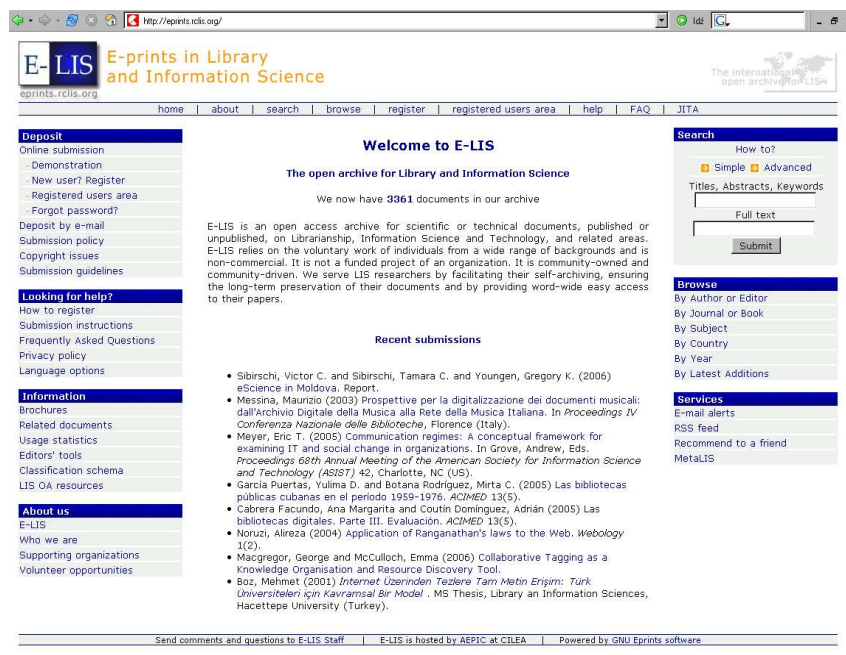 http://eprints.rclis.org/
Idź
E-LIS
eprints.rclis.org
E-prints in Library
and Information Science
The international
open archive for LIS
home | about | search | browse | register | registered users area | help | FAQ | JITA
Deposit
Online submission
- Demonstration
- New user? Register
- Registered users area
- Forgot password?
Deposit by e-mail
Submission policy
Copyright issues
Submission guidelines
Looking for help?
How to register
Submission instructions
Frequently Asked Questions
Privacy policy
Language options
Information
Brochures
Related documents
Usage statistics
Editors' tools
Classification schema
LIS OA resources
About us
E-LIS
Who we are
Supporting organizations
Volunteer opportunities
Welcome to E-LIS
The open archive for Library and Information Science
We now have 3361 documents in our archive
E-LIS is an open access archive for scientific or technical documents, published or
unpublished, on Librarianship, Information Science and Technology, and related areas.
E-LIS relies on the voluntary work of individuals from a wide range of backgrounds and is
non-commercial. It is not a funded project of an organization. It is community-owned and
community-driven. We serve LIS researchers by facilitating their self-archiving, ensuring
the long-term preservation of their documents and by providing word-wide easy access
to their papers.
Recent submissions
• Sibirschi, Victor C. and Sibirschi, Tamara C. and Youngen, Gregory K. (2006)
eScience in Moldova. Report.
• Messina, Maurizio (2003) Prospettive per la digitalizzazione dei documenti musicali:
dall'Archivio Digitale della Musica alla Rete della Musica Italiana. In Proceedings IV
Conferenza Nazionale delle Biblioteche, Florence (Italy).
• Meyer, Eric T. (2005) Communication regimes: A conceptual framework for
examining IT and social change in organizations. In Grove, Andrew, Eds.
Proceedings 68th Annual Meeting of the American Society for Information Science
and Technology (ASIST) 42, Charlotte, NC (US).
• García Puertas, Yulima D. and Botana Rodríguez, Mirta C. (2005) Las bibliotecas
públicas cubanas en el período 1959-1976. ACIMED 13(5).
• Cabrera Facundo, Ana Margarita and Coutín Domínguez, Adrián (2005) Las
bibliotecas digitales. Parte III. Evaluación. ACIMED 13(5).
• Noruzi, Alireza (2004) Application of Ranganathan's laws to the Web. Webology
1(2).
• Macgregor, George and McCulloch, Emma (2006) Collaborative Tagging as a
Knowledge Organisation and Resource Discovery Tool.
• Boz, Mehmet (2001) Internet Üzerinden Tezlere Tam Metin Erişim: Türk
Üniversiteleri için Kavramsal Bir Model . MS Thesis, Library an Information Sciences,
Hacettepe University (Turkey).
Search
How to?
Simple Advanced
Titles, Abstracts, Keywords
Full text
Submit
Browse
By Author or Editor
By Journal or Book
By Subject
By Country
By Year
By Latest Additions
Services
E-mail alerts
RSS feed
Recommend to a friend
MetaLIS
Send comments and questions to E-LIS Staff | E-LIS is hosted by AEPIC at CILEA | Powered by GNU Eprints software